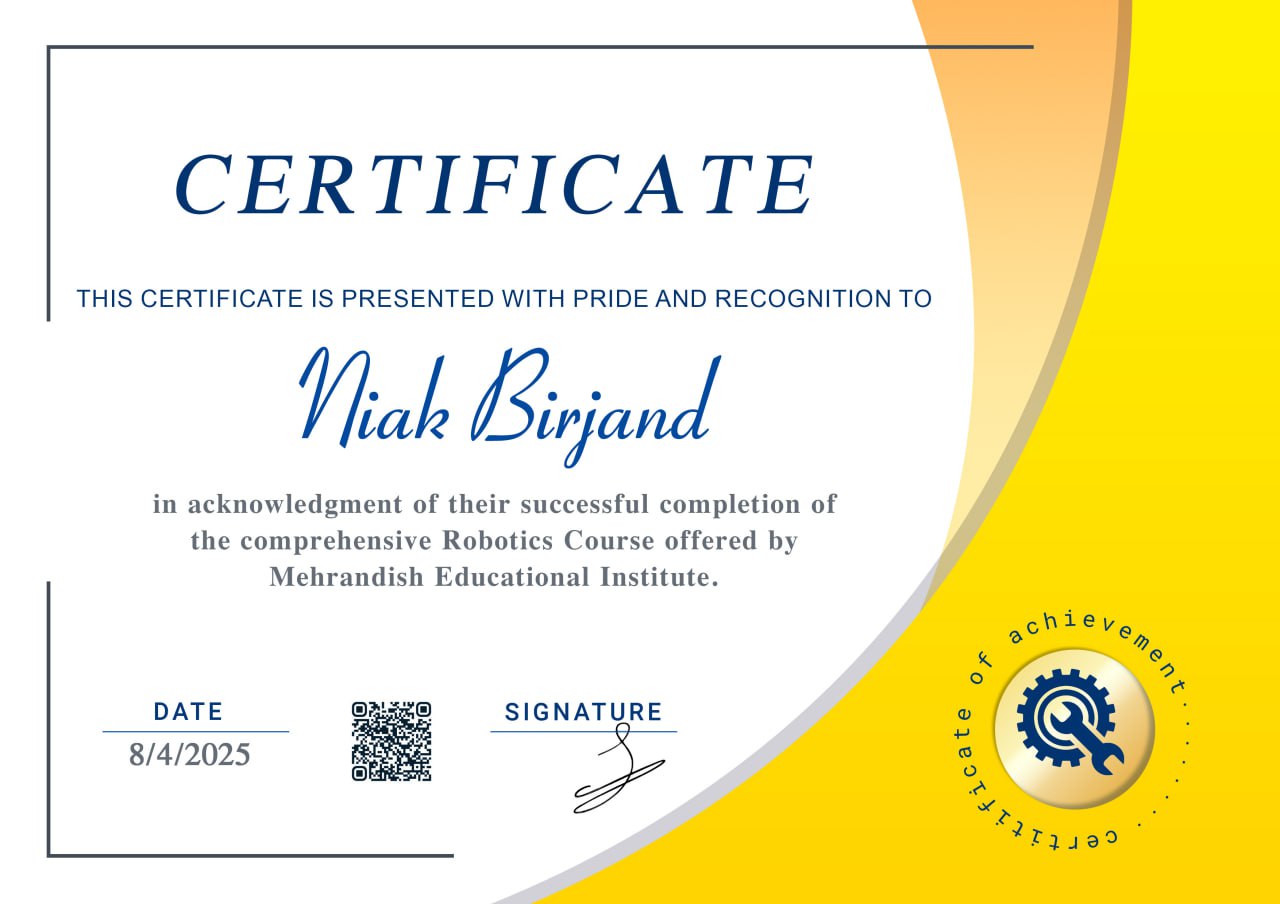 CERTIFICATE
THIS CERTIFICATE IS PRESENTED WITH PRIDE AND RECOGNITION TO
Niak Birjand
in acknowledgment of their successful completion of
the comprehensive Robotics Course offered by
Mehrandish Educational Institute.
DATE
8/4/2025
SIGNATURE
certificate of achievement........